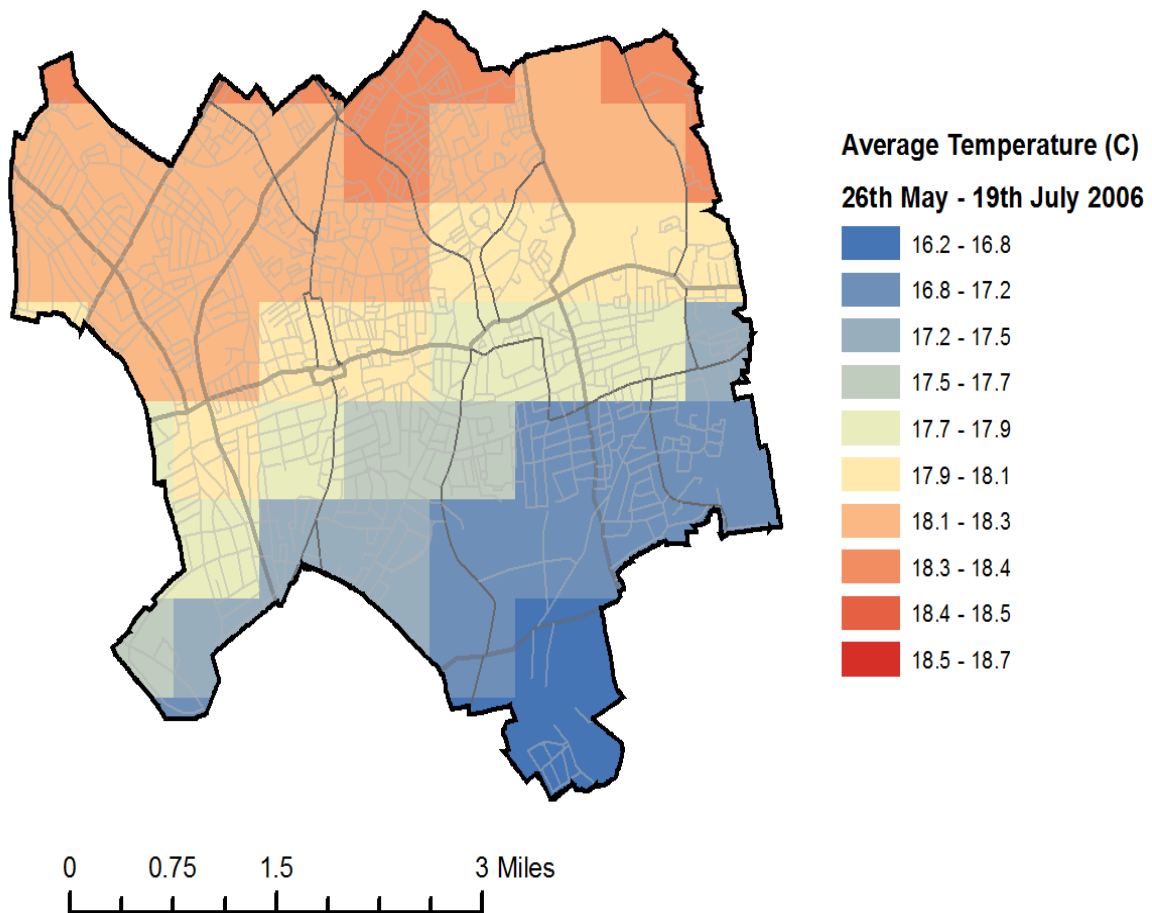 Average Temperature (C)
26th May - 19th July 2006
16.2 - 16.8
16.8 - 17.2
17.2 - 17.5
17.5 - 17.7
17.7 - 17.9
17.9 - 18.1
18.1 - 18.3
18.3 - 18.4
18.4 - 18.5
18.5 - 18.7
0 0.75 1.5 3 Miles